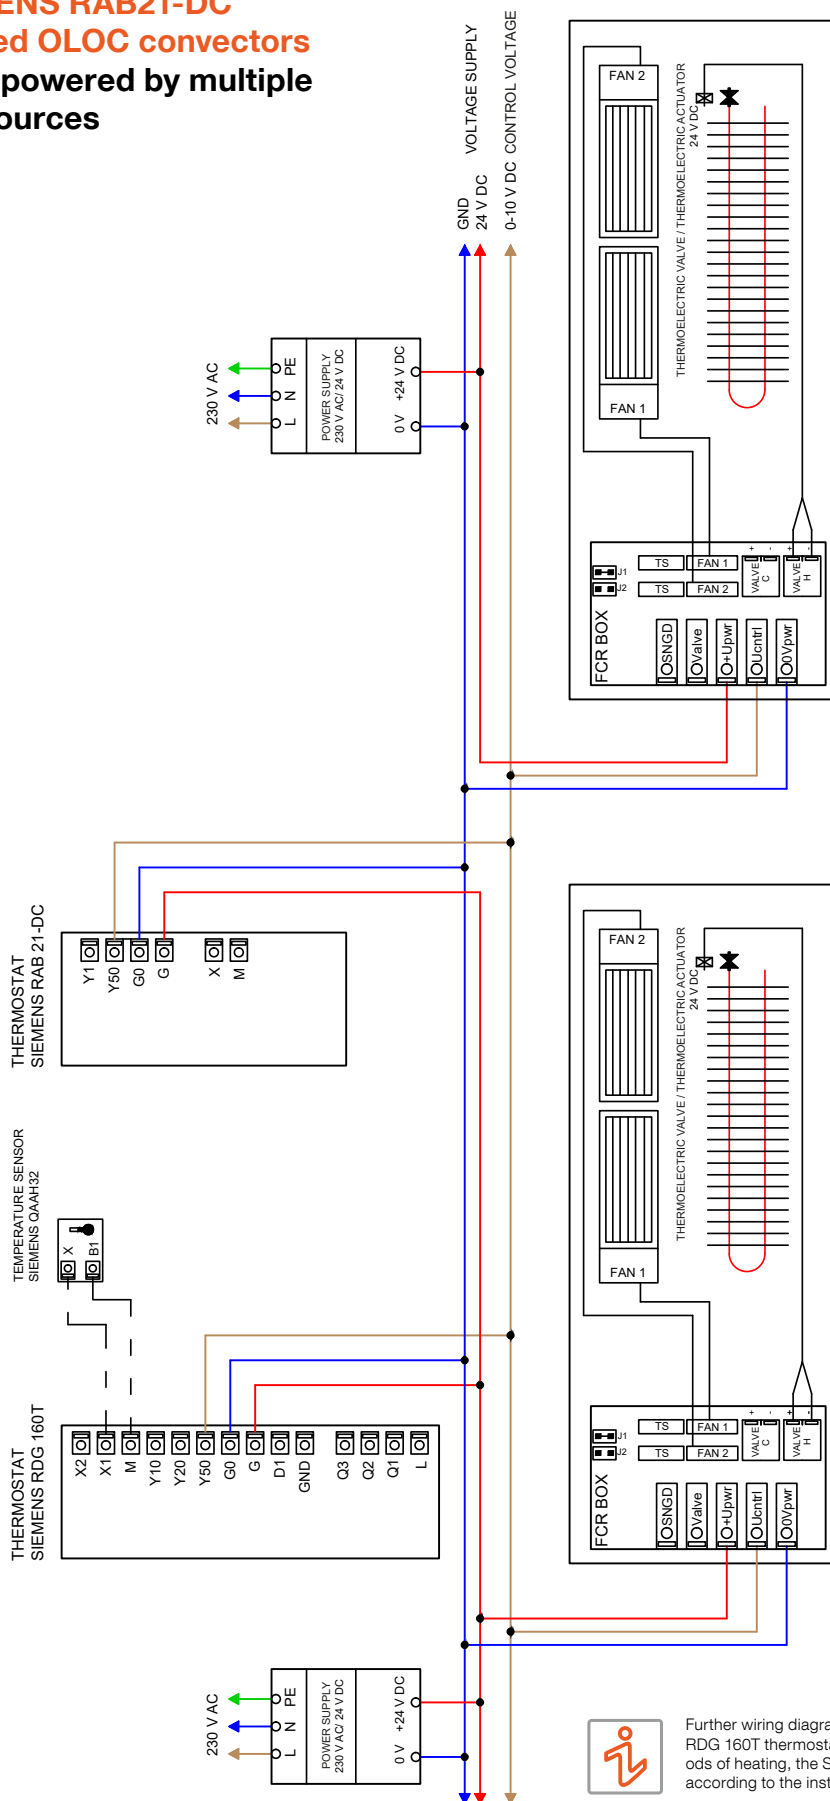 ENS RAB21-DC
ed OLOC convectors
powered by multiple
ources
GND
24 V DC
VOLTAGE SUPPLY
0-10 V DC CONTROL VOLTAGE
230 V AC
PE
N
L
POWER SUPPLY
230 V AC/ 24 V DC
+24 V DC
0 V
FAN 2
FAN 1
THERMOELECTRIC VALVE / THERMOELECTRIC ACTUATOR
24 V DC
FCR BOX
J1
J2
TS
FAN 1
TS
FAN 2
VALVE
C
+
-
VALVE
H
+
-
SNGD
Valve
+Upwr
Ucntrl
0Vpwr
THERMOSTAT
SIEMENS RAB 21-DC
Y1
Y50
G0
G
X
M
FAN 2
FAN 1
THERMOELECTRIC VALVE / THERMOELECTRIC ACTUATOR
24 V DC
FCR BOX
J1
J2
TS
FAN 1
TS
FAN 2
VALVE
C
+
-
VALVE
H
+
-
SNGD
Valve
+Upwr
Ucntrl
0Vpwr
TEMPERATURE SENSOR
SIEMENS QAAH32
X
B1
THERMOSTAT
SIEMENS RDG 160T
X2
X1
M
Y10
Y20
Y50
G0
G
D1
GND
Q3
Q2
Q1
L
230 V AC
PE
N
L
POWER SUPPLY
230 V AC/ 24 V DC
+24 V DC
0 V
Further wiring diagra
RDG 160T thermosta
ods of heating, the S
according to the inst